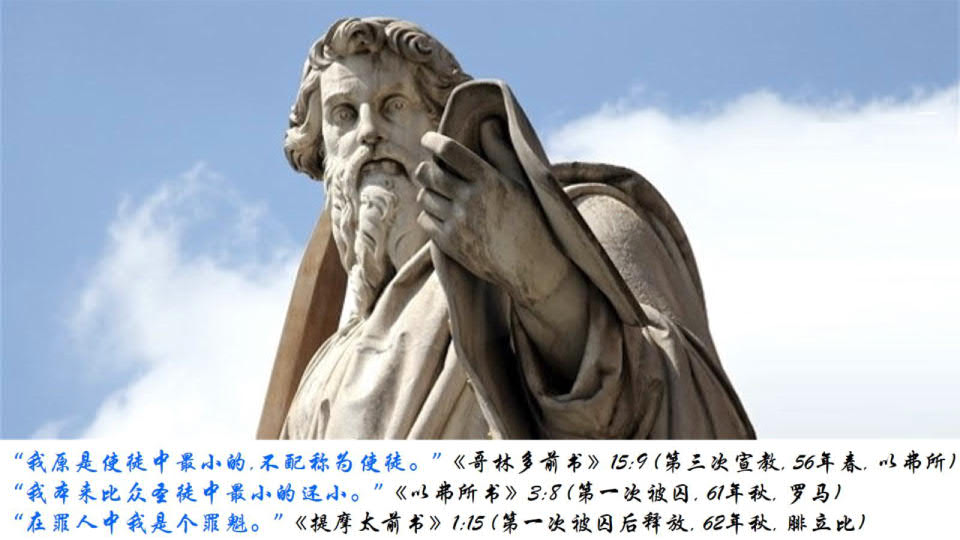 “我原是使徒中最小的，不配称为使徒。”《哥林多前书》15:9 (第三次宣教, 56年春, 以弗所)
“我本来比众圣徒中最小的还小。”《以弗所书》3:8 (第一次被囚, 61年秋, 罗马)
“在罪人中我是个罪魁。”《提摩太前书》1:15 (第一次被囚后释放, 62年秋, 腓立比)